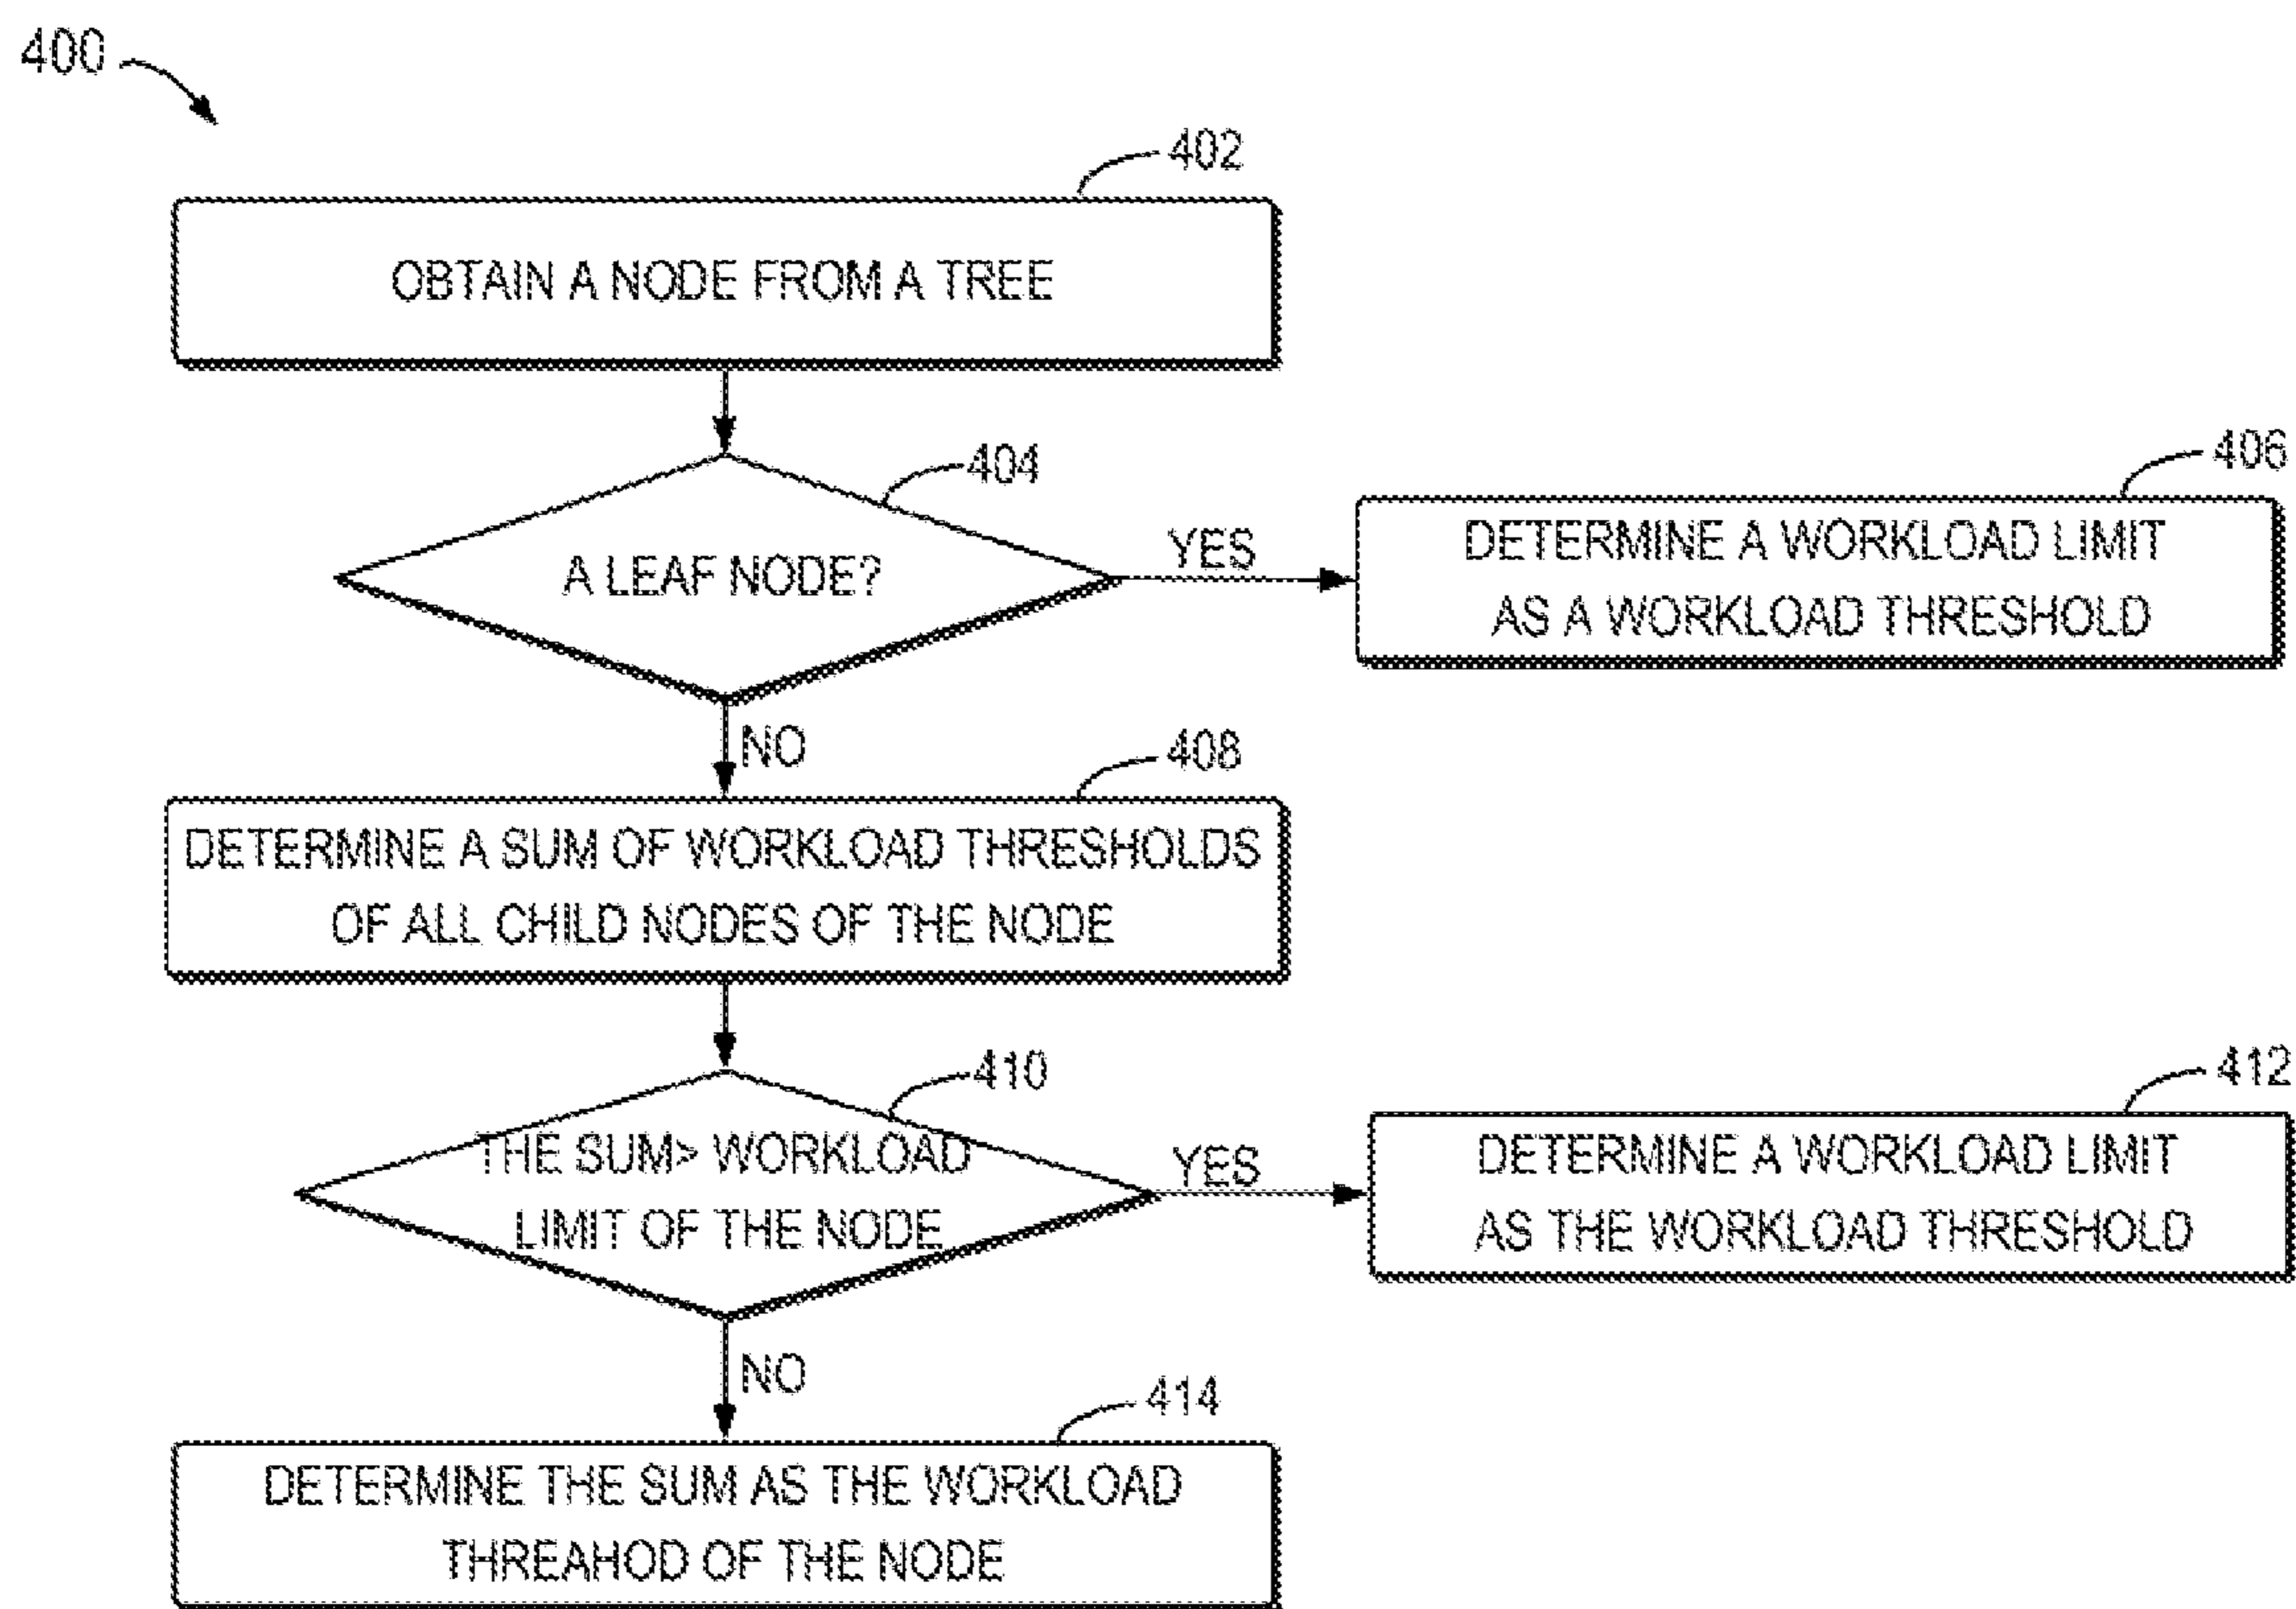 400
402
OBTAIN A NODE FROM A TREE
404
A LEAF NODE?
YES
406
DETERMINE A WORKLOAD LIMIT
AS A WORKLOAD THRESHOLD
NO
408
DETERMINE A SUM OF WORKLOAD THRESHOLDS
OF ALL CHILD NODES OF THE NODE
410
THE SUM> WORKLOAD
LIMIT OF THE NODE
YES
412
DETERMINE A WORKLOAD LIMIT
AS THE WORKLOAD THRESHOLD
NO
414
DETERMINE THE SUM AS THE WORKLOAD
THREAHOD OF THE NODE